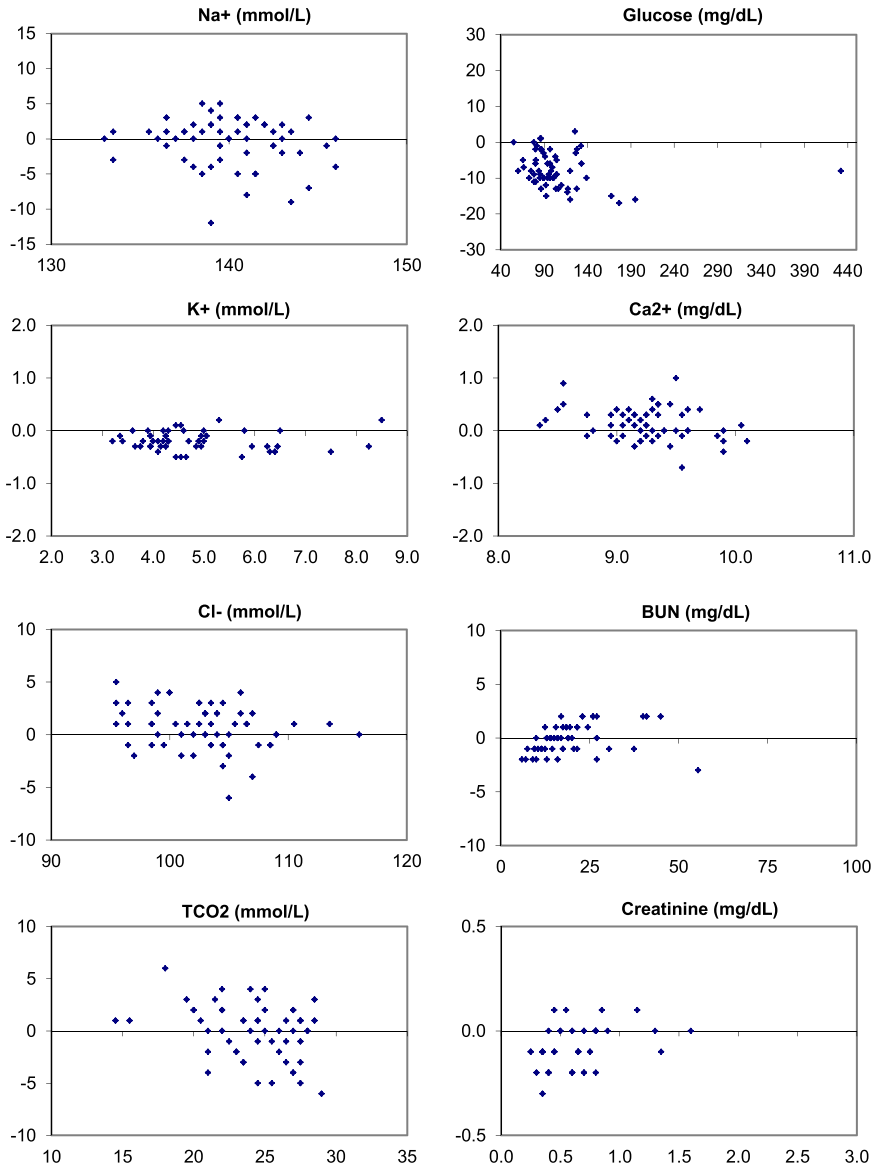 Na+ (mmol/L)
15
10
5
0
-5
-10
-15
130 140 150
Glucose (mg/dL)
30
20
10
0
-10
-20
-30
40 90 140 190 240 290 340 390 440
K+ (mmol/L)
2.0
1.0
0.0
-1.0
-2.0
2.0 3.0 4.0 5.0 6.0 7.0 8.0 9.0
Ca2+ (mg/dL)
2.0
1.0
0.0
-1.0
-2.0
8.0 9.0 10.0 11.0
Cl- (mmol/L)
10
5
0
-5
-10
90 100 110 120
BUN (mg/dL)
10
5
0
-5
-10
0 25 50 75 100
TCO2 (mmol/L)
10
5
0
-5
-10
10 15 20 25 30 35
Creatinine (mg/dL)
0.5
0.0
-0.5
0.0 0.5 1.0 1.5 2.0 2.5 3.0